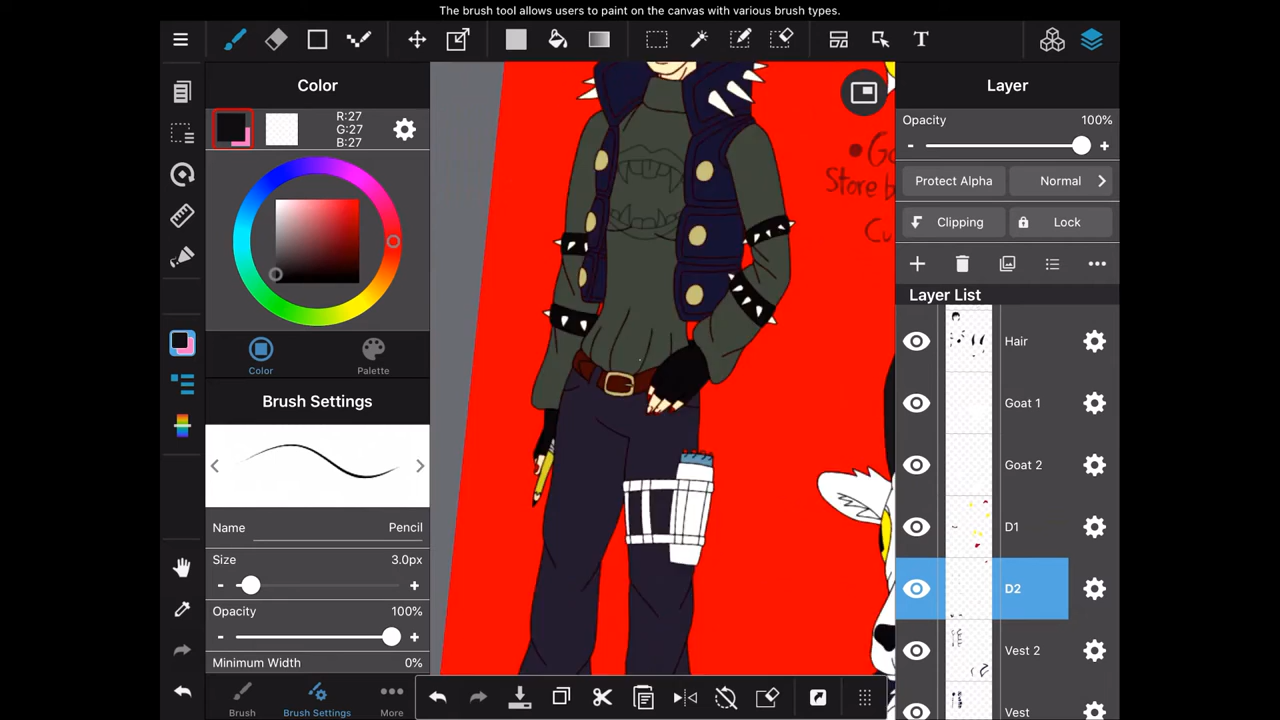 The brush tool allows users to paint on the canvas with various brush types.
T
Color
Layer
R:27
G:27
B:27
Opacity 100%
- +
Protect Alpha Normal
Clipping Lock
Layer List
Hair
Goat 1
Goat 2
D1
D2
Vest 2
Vest
Store b
Color Palette
Brush Settings
Name Pencil
Size 3.0px
- +
Opacity 100%
- +
Minimum Width 0%
Brush Brush Settings More